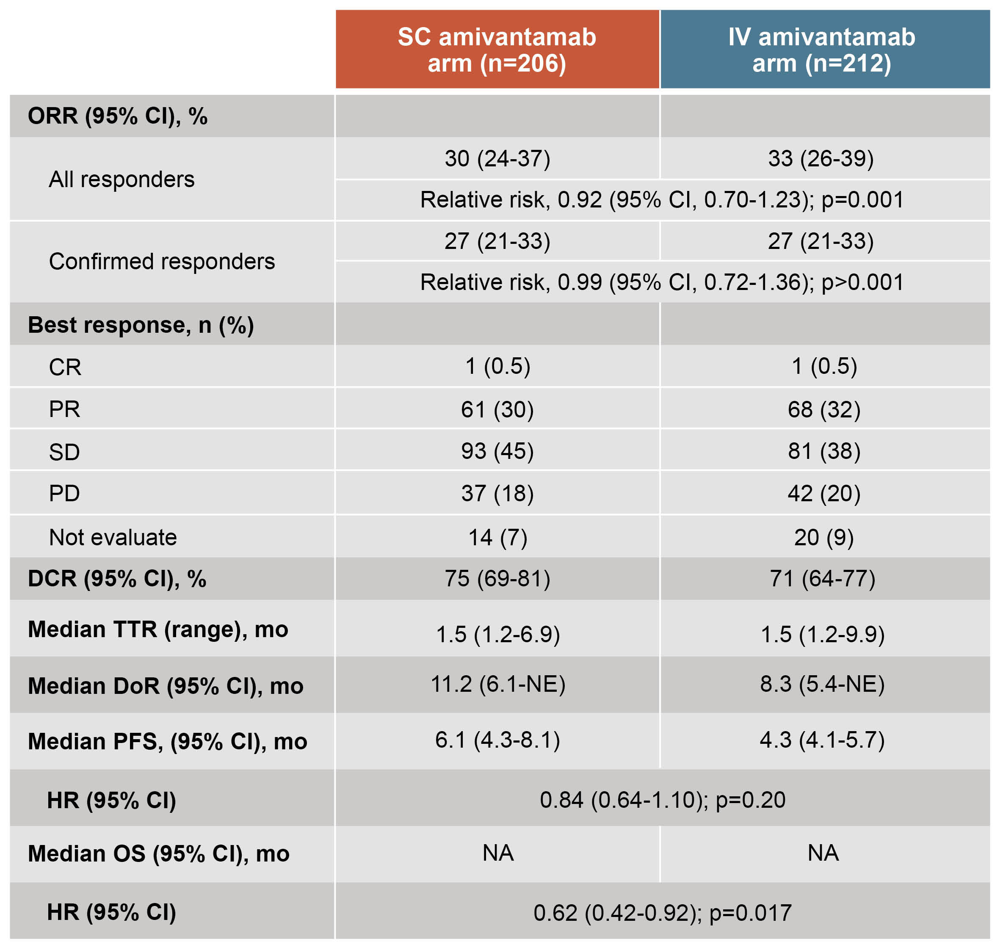 SC amivantamab
arm (n=206)
IV amivantamab
arm (n=212)
ORR (95% CI), %
All responders
30 (24-37)
33 (26-39)
Relative risk, 0.92 (95% CI, 0.70-1.23); p=0.001
Confirmed responders
27 (21-33)
27 (21-33)
Relative risk, 0.99 (95% CI, 0.72-1.36); p>0.001
Best response, n (%)
CR
1 (0.5)
1 (0.5)
PR
61 (30)
68 (32)
SD
93 (45)
81 (38)
PD
37 (18)
42 (20)
Not evaluate
14 (7)
20 (9)
DCR (95% CI), %
75 (69-81)
71 (64-77)
Median TTR (range), mo
1.5 (1.2-6.9)
1.5 (1.2-9.9)
Median DoR (95% CI), mo
11.2 (6.1-NE)
8.3 (5.4-NE)
Median PFS, (95% CI), mo
6.1 (4.3-8.1)
4.3 (4.1-5.7)
HR (95% CI)
0.84 (0.64-1.10); p=0.20
Median OS (95% CI), mo
NA
NA
HR (95% CI)
0.62 (0.42-0.92); p=0.017